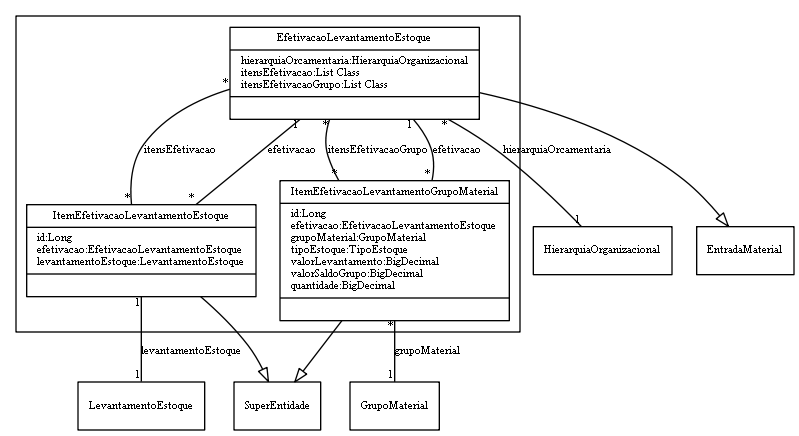 EfetivacaoLevantamentoEstoque
hierarquiaOrcamentaria:HierarquiaOrganizacional
itensEfetivacao:List Class
itensEfetivacaoGrupo:List Class
*
1
*
1
*
itensEfetivacao
efetivacao
itensEfetivacaoGrupo
efetivacao
hierarquiaOrcamentaria
*
*
*
*
1
ItemEfetivacaoLevantamentoEstoque
id:Long
efetivacao:EfetivacaoLevantamentoEstoque
levantamentoEstoque:LevantamentoEstoque
ItemEfetivacaoLevantamentoGrupoMaterial
id:Long
efetivacao:EfetivacaoLevantamentoEstoque
grupoMaterial:GrupoMaterial
tipoEstoque:TipoEstoque
valorLevantamento:BigDecimal
valorSaldoGrupo:BigDecimal
quantidade:BigDecimal
HierarquiaOrganizacional
EntradaMaterial
1
*
levantamentoEstoque
grupoMaterial
1
1
LevantamentoEstoque
SuperEntidade
GrupoMaterial